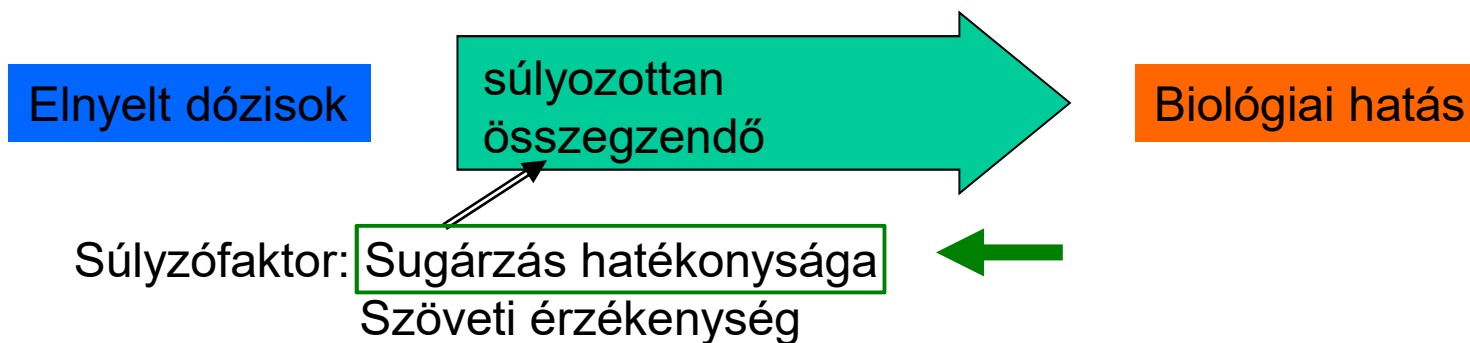 Elnyelt dózisok
súlyozottan
összegzendő
Biológiai hatás
Súlyzófaktor: Sugárzás hatékonysága
Szöveti érzékenység